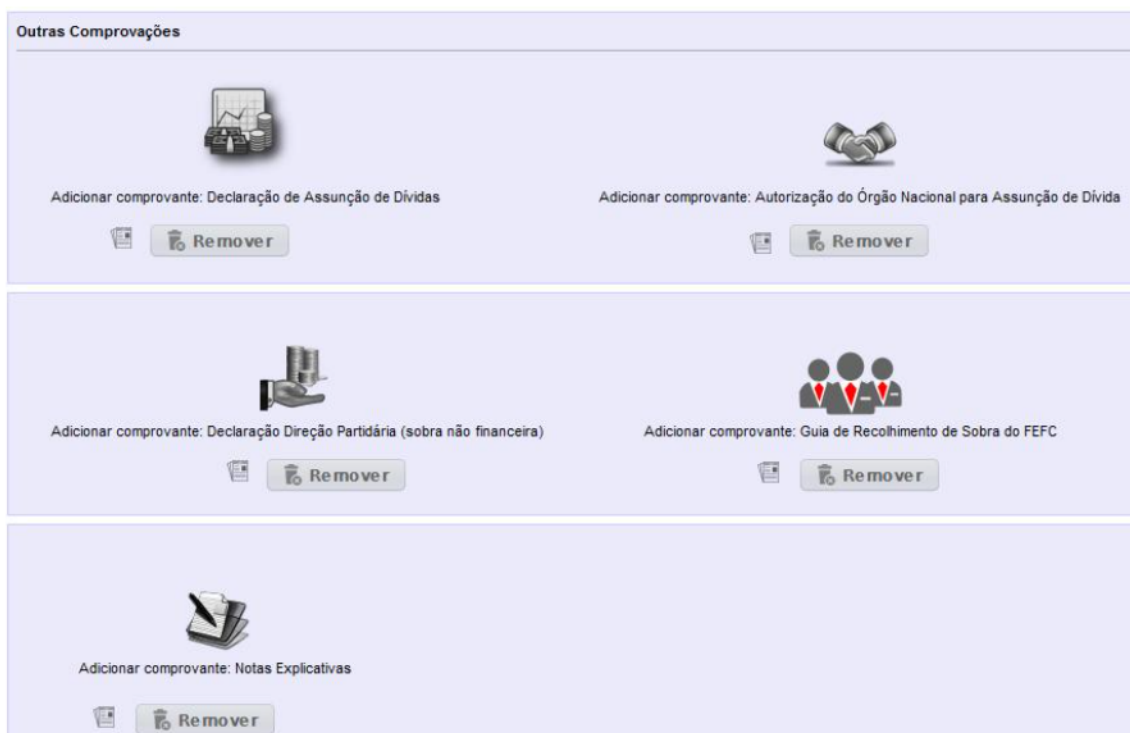 Outras Comprovações
Adicionar comprovante: Declaração de Assunção de Dívidas
Adicionar comprovante: Autorização do Órgão Nacional para Assunção de Dívida
Remover
Remover
Adicionar comprovante: Declaração Direção Partidária (sobra não financeira)
Adicionar comprovante: Guia de Recolhimento de Sobra do FEFC
Remover
Remover
Adicionar comprovante: Notas Explicativas
Remover